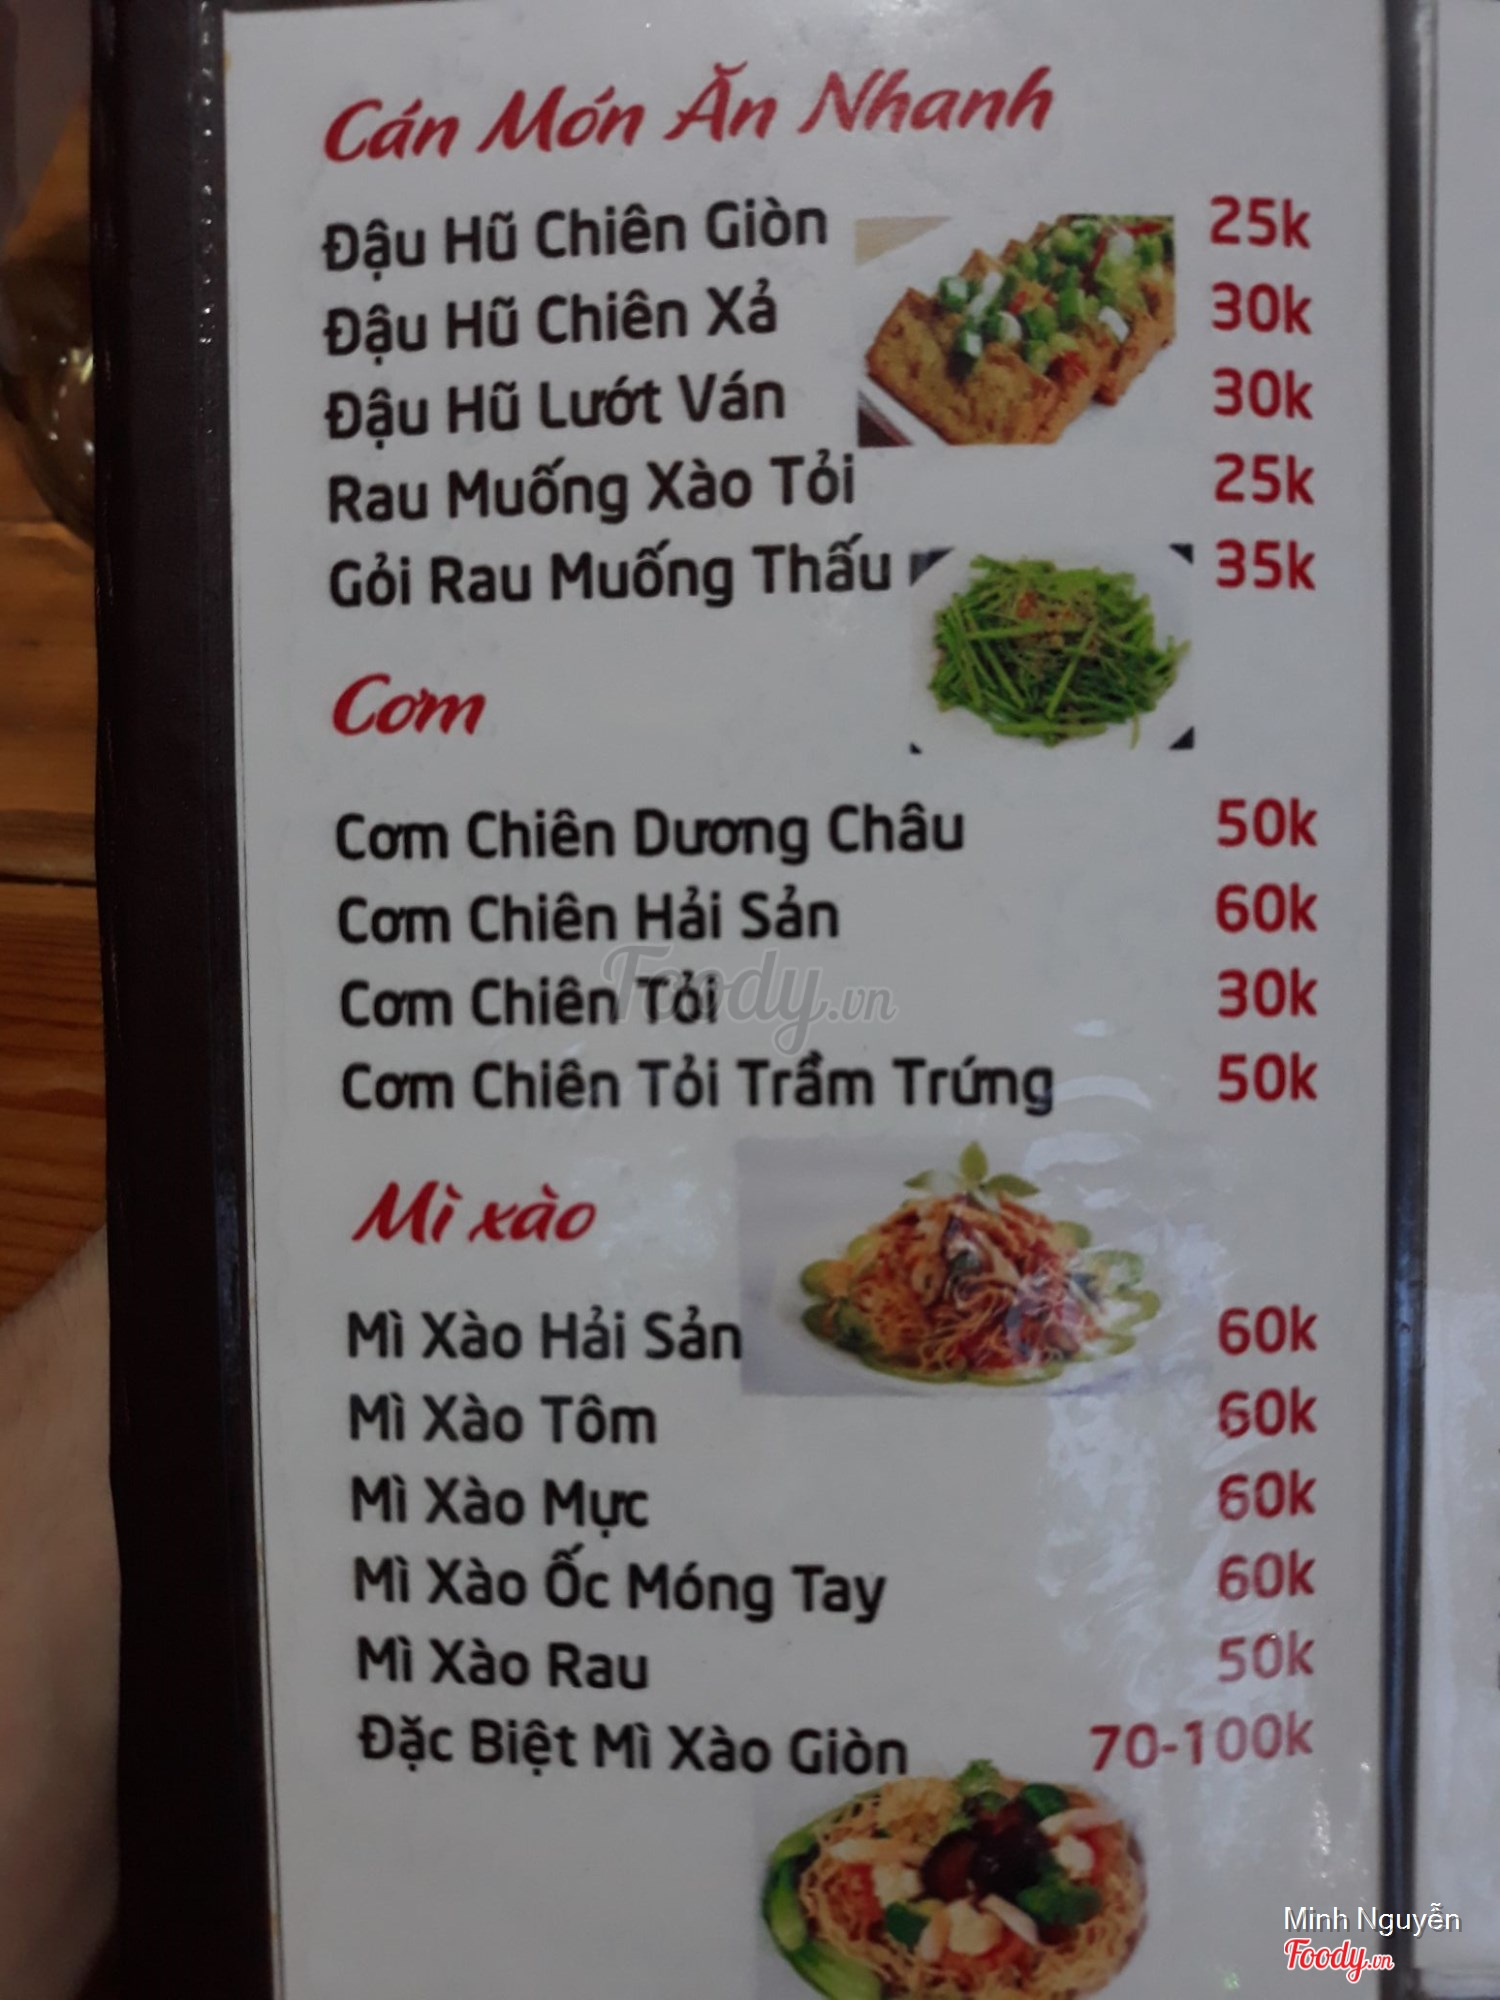 Cán Món Ăn Nhanh
Đậu Hũ Chiên Giòn 25k
Đậu Hũ Chiên Xả 30k
Đậu Hũ Lướt Ván 30k
Rau Muống Xào Tỏi 25k
Gỏi Rau Muống Thấu 35k
Cơm
Cơm Chiên Dương Châu 50k
Cơm Chiên Hải Sản 60k
Cơm Chiên Tỏi 30k
Cơm Chiên Tỏi Trầm Trứng 50k
Foody.vn
Mì xào
Mì Xào Hải Sản 60k
Mì Xào Tôm 60k
Mì Xào Mực 60k
Mì Xào Ốc Móng Tay 60k
Mì Xào Rau 50k
Đặc Biệt Mì Xào Giòn 70-100k
Minh Nguyễn
Foody.vn